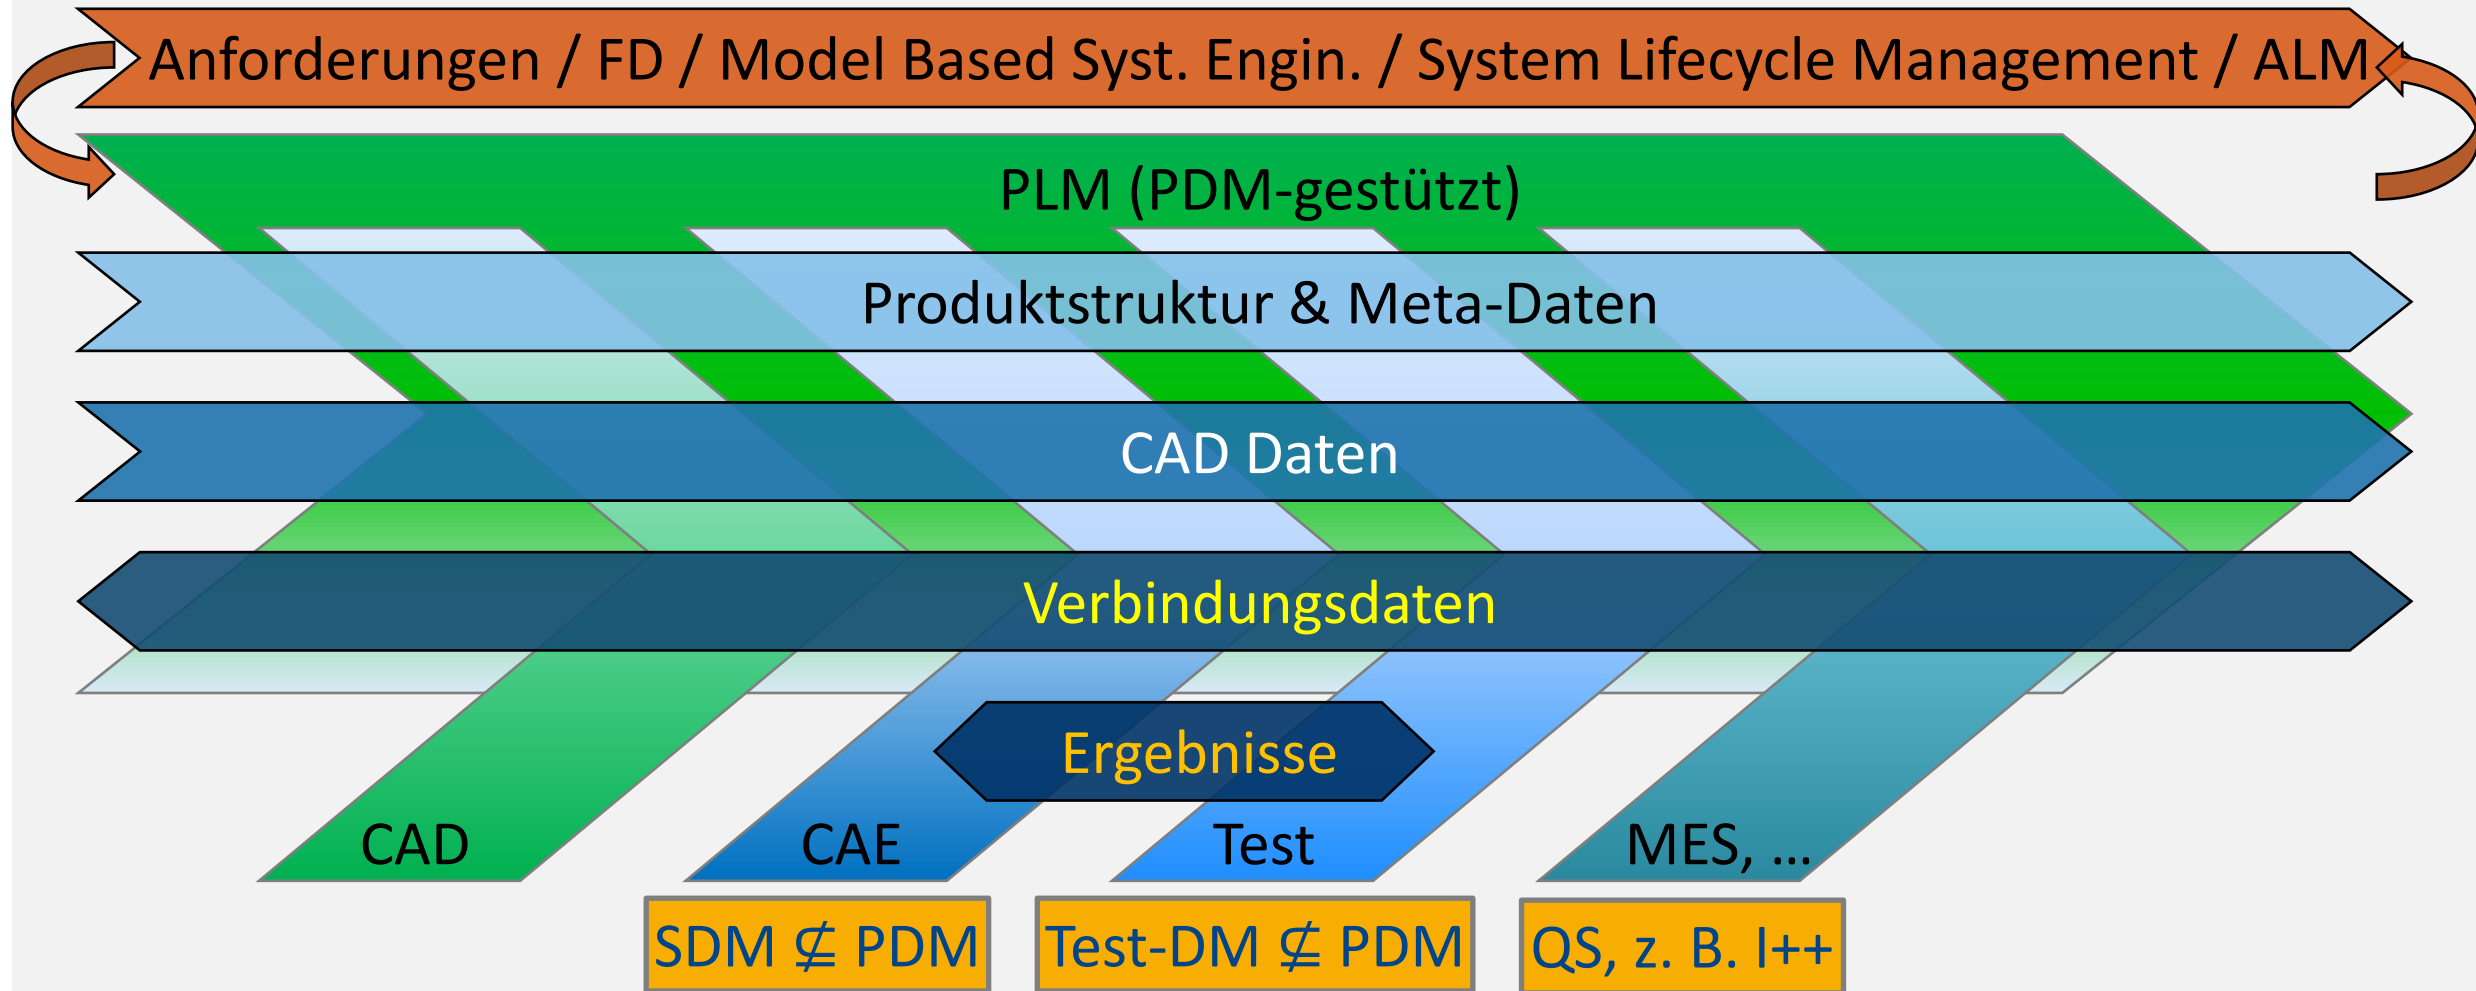 Anforderungen / FD / Model Based Syst. Engin. / System Lifecycle Management / ALM
PLM (PDM-gestützt)
Produktstruktur & Meta-Daten
CAD Daten
Verbindungsdaten
Ergebnisse
CAD
CAE
Test
MES, ...
SDM ⊈ PDM
Test-DM ⊈ PDM
QS, z. B. I++